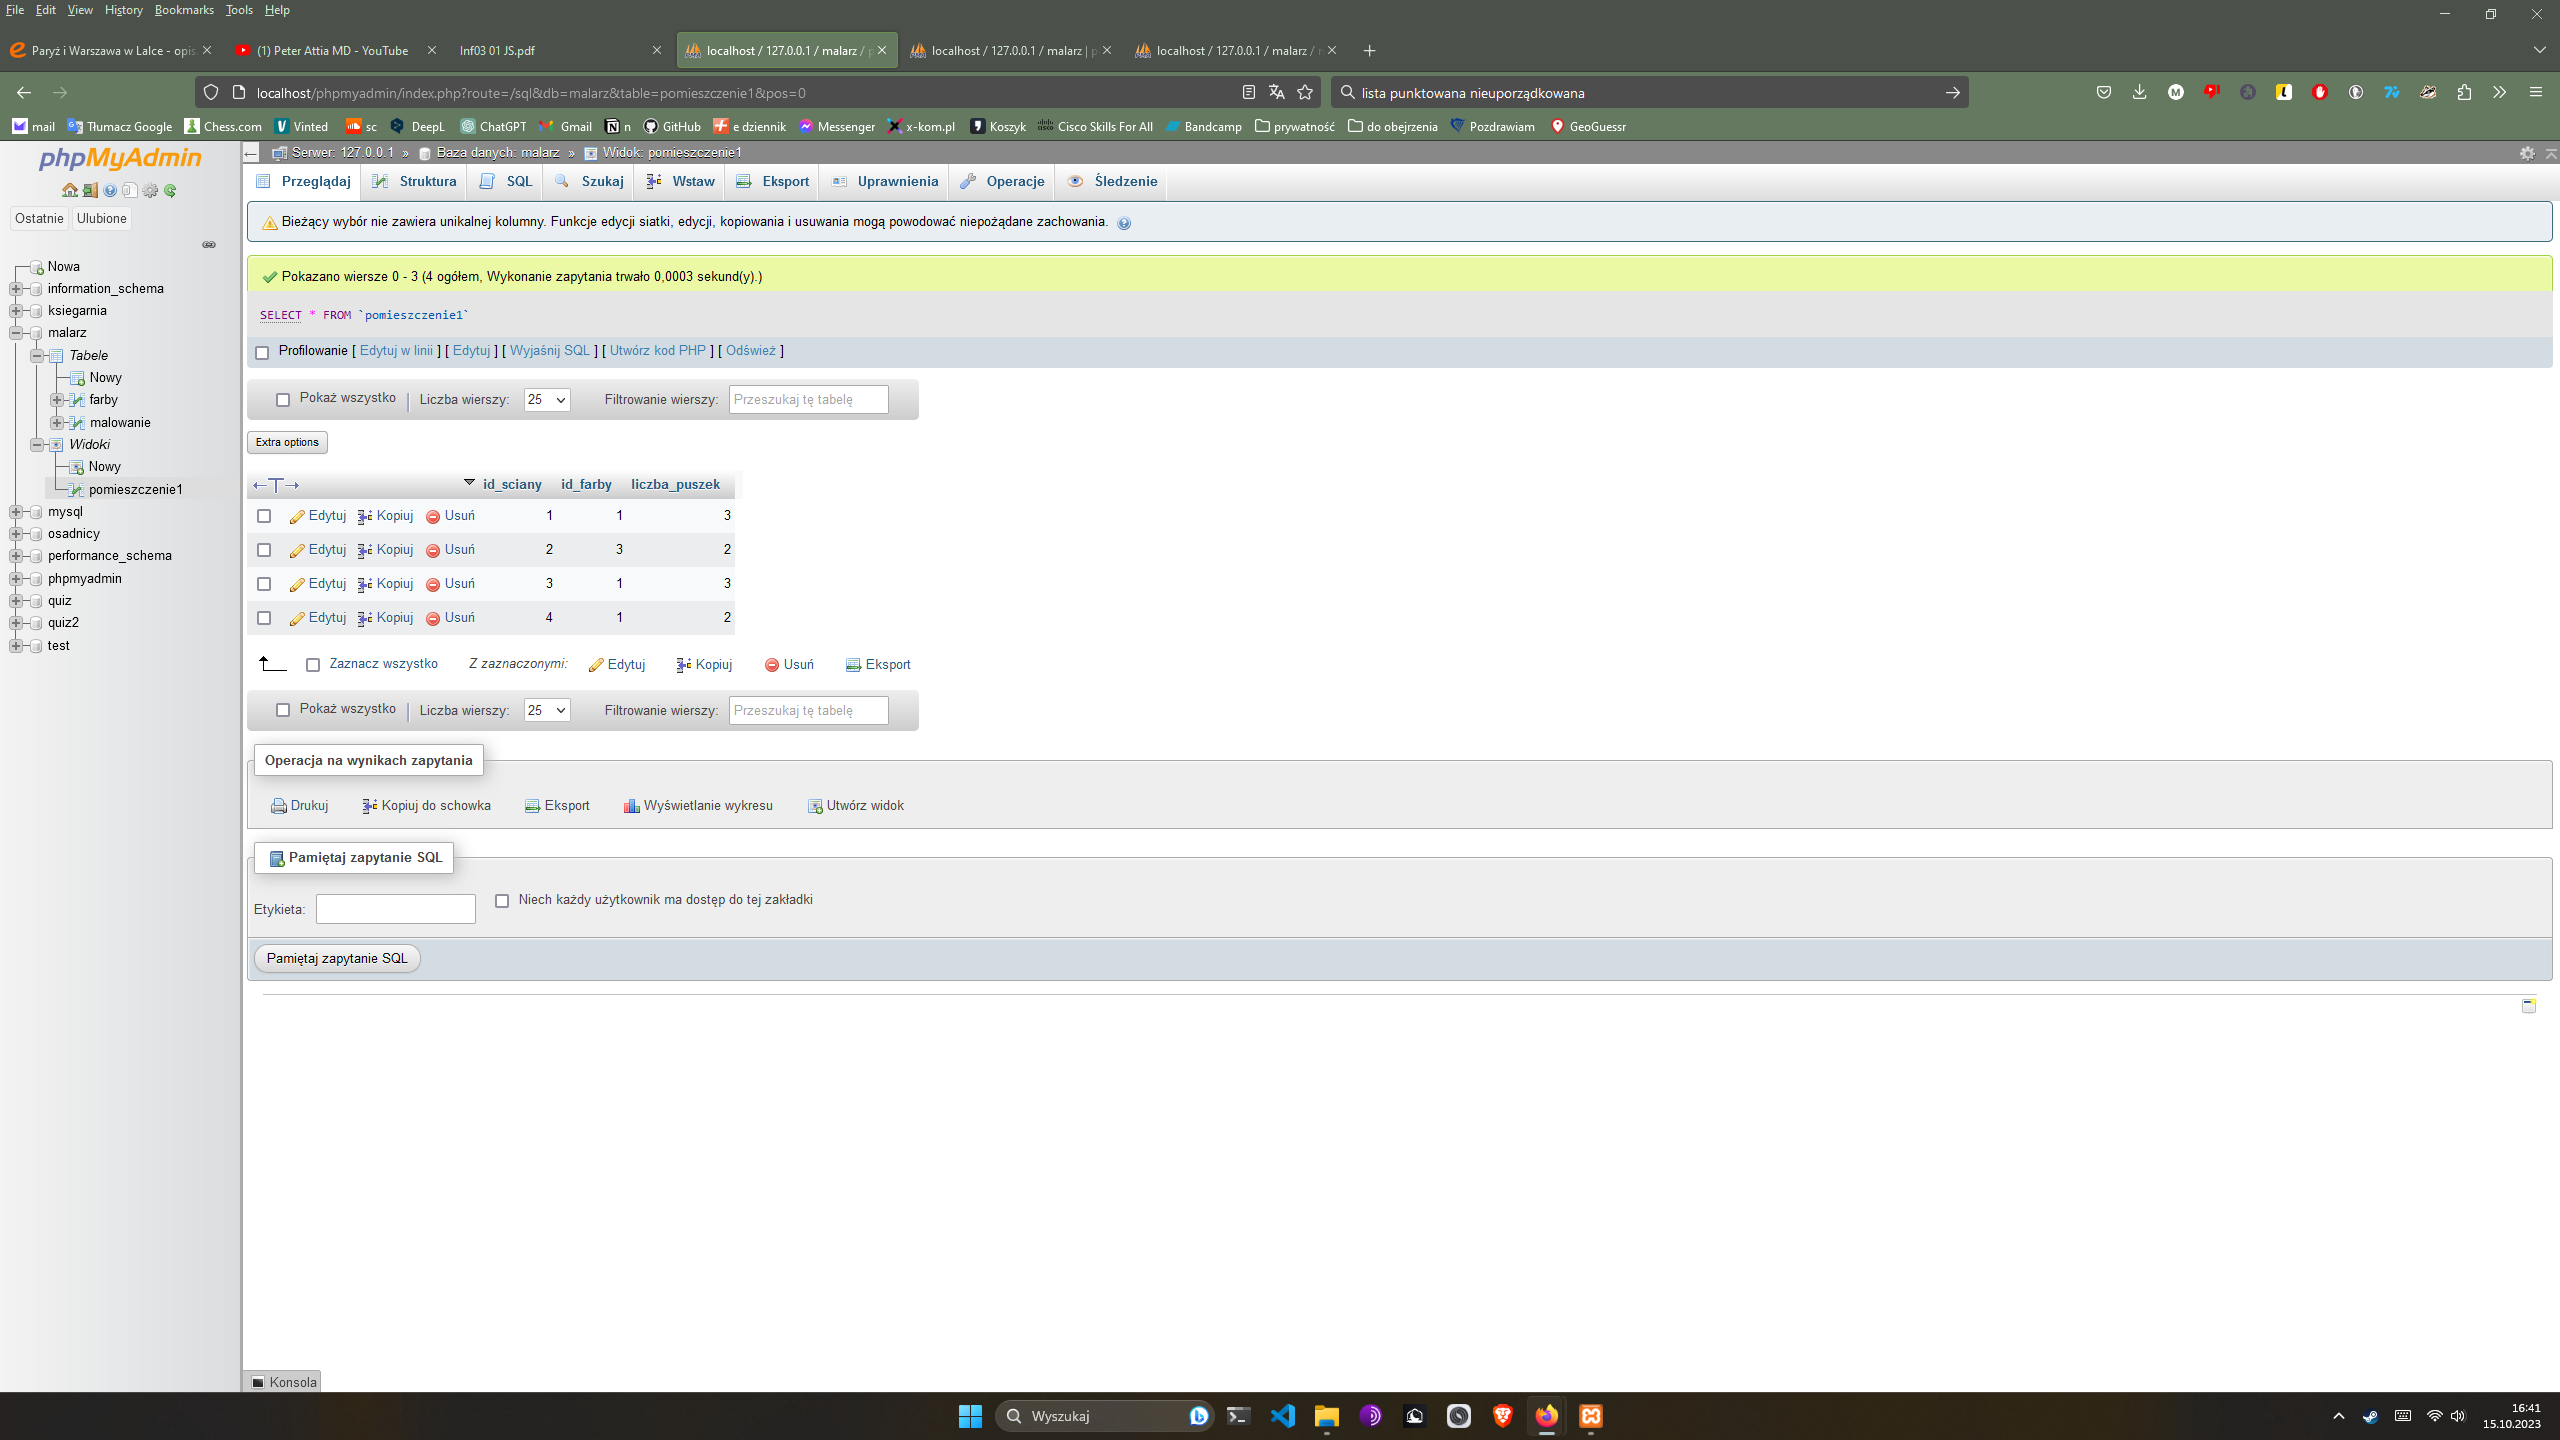 File Edit View History Bookmarks Tools Help
Paryż i Warszawa w Lalce - opis
(1) Peter Attia MD - YouTube
Inf03 01 JS.pdf
localhost / 127.0.0.1 / malarz / p
localhost / 127.0.0.1 / malarz | p
localhost / 127.0.0.1 / malarz / n
localhost/phpmyadmin/index.php?route=/sql&db=malarz&table=pomieszczenie1&pos=0
lista punktowana nieuporządkowana
mail Tłumacz Google Chess.com Vinted sc DeepL ChatGPT Gmail n GitHub e dziennik Messenger x-kom.pl Koszyk Cisco Skills For All Bandcamp prywatność do obejrzenia Pozdrawiam GeoGuessr
phpMyAdmin
Ostatnie Ulubione
Nowa
information_schema
ksiegarnia
malarz
Tabele
Nowy
farby
malowanie
Widoki
Nowy
pomieszczenie1
mysql
osadnicy
performance_schema
phpmyadmin
quiz
quiz2
test
Serwer: 127.0.0.1 » Baza danych: malarz » Widok: pomieszczenie1
Przeglądaj Struktura SQL Szukaj Wstaw Eksport Uprawnienia Operacje Śledzenie
Bieżący wybór nie zawiera unikalnej kolumny. Funkcje edycji siatki, edycji, kopiowania i usuwania mogą powodować niepożądane zachowania.
Pokazano wiersze 0 - 3 (4 ogółem, Wykonanie zapytania trwało 0,0003 sekund(y).)
SELECT * FROM `pomieszczenie1`
Profilowanie [ Edytuj w linii ] [ Edytuj ] [ Wyjaśnij SQL ] [ Utwórz kod PHP ] [ Odśwież ]
Pokaż wszystko | Liczba wierszy: 25 Filtrowanie wierszy: Przeszukaj tę tabelę
Extra options
←T→ id_sciany id_farby liczba_puszek
Edytuj Kopiuj Usuń 1 1 3
Edytuj Kopiuj Usuń 2 3 2
Edytuj Kopiuj Usuń 3 1 3
Edytuj Kopiuj Usuń 4 1 2
Zaznacz wszystko Z zaznaczonymi: Edytuj Kopiuj Usuń Eksport
Pokaż wszystko | Liczba wierszy: 25 Filtrowanie wierszy: Przeszukaj tę tabelę
Operacja na wynikach zapytania
Drukuj Kopiuj do schowka Eksport Wyświetlanie wykresu Utwórz widok
Pamiętaj zapytanie SQL
Etykieta: Niech każdy użytkownik ma dostęp do tej zakładki
Pamiętaj zapytanie SQL
Konsola
Wyszukaj
16:41
15.10.2023